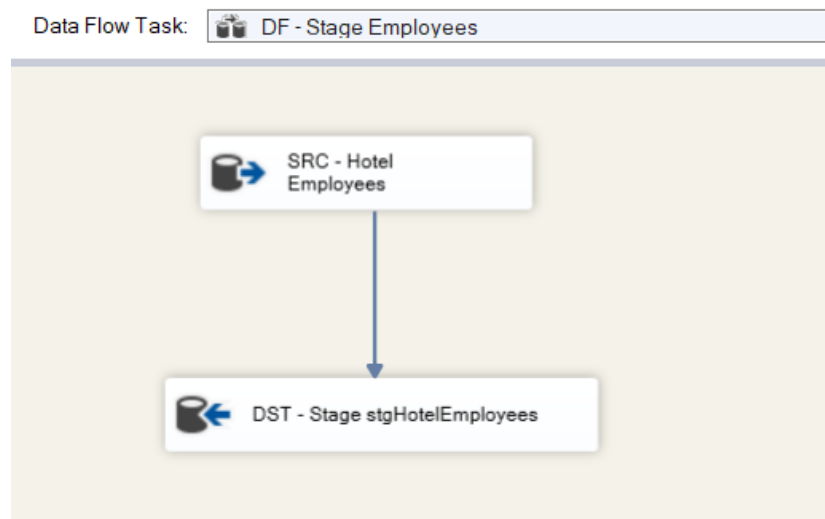 Data Flow Task: DF - Stage Employees
SRC - Hotel
Employees
DST - Stage stgHotelEmployees